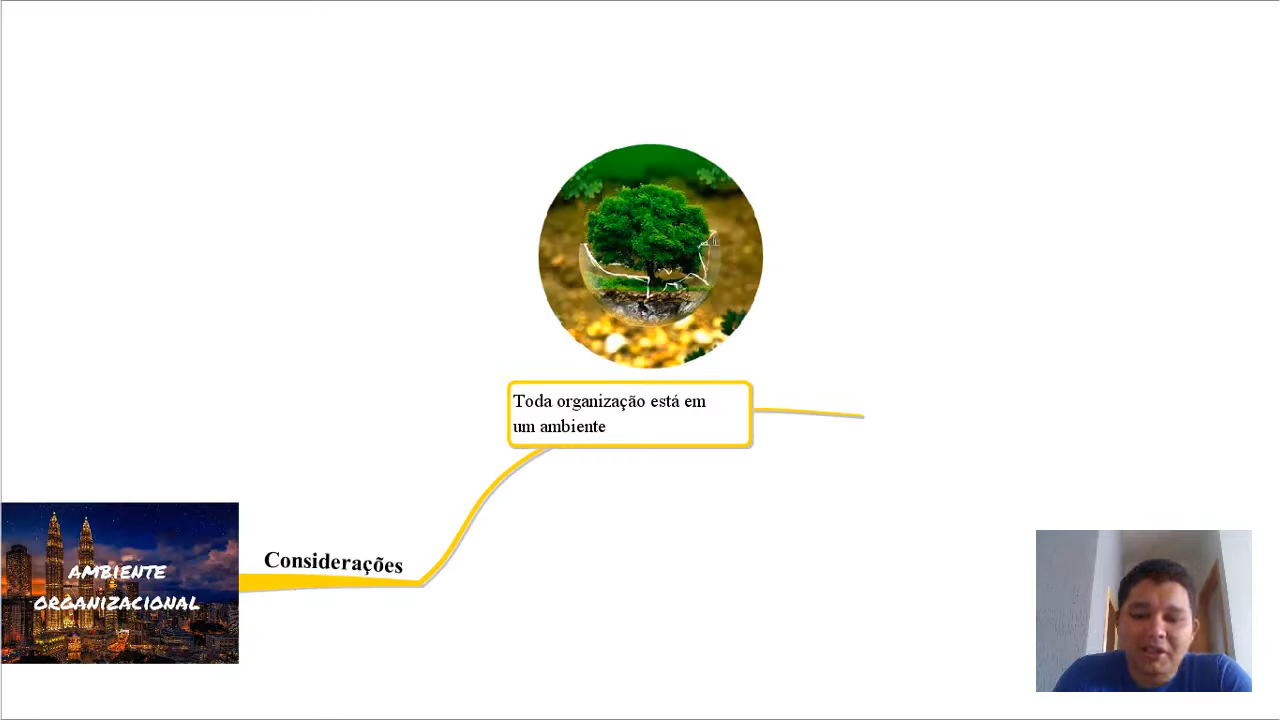 Toda organização está em
um ambiente
Considerações
AMBIENTE
ORGANIZACIONAL